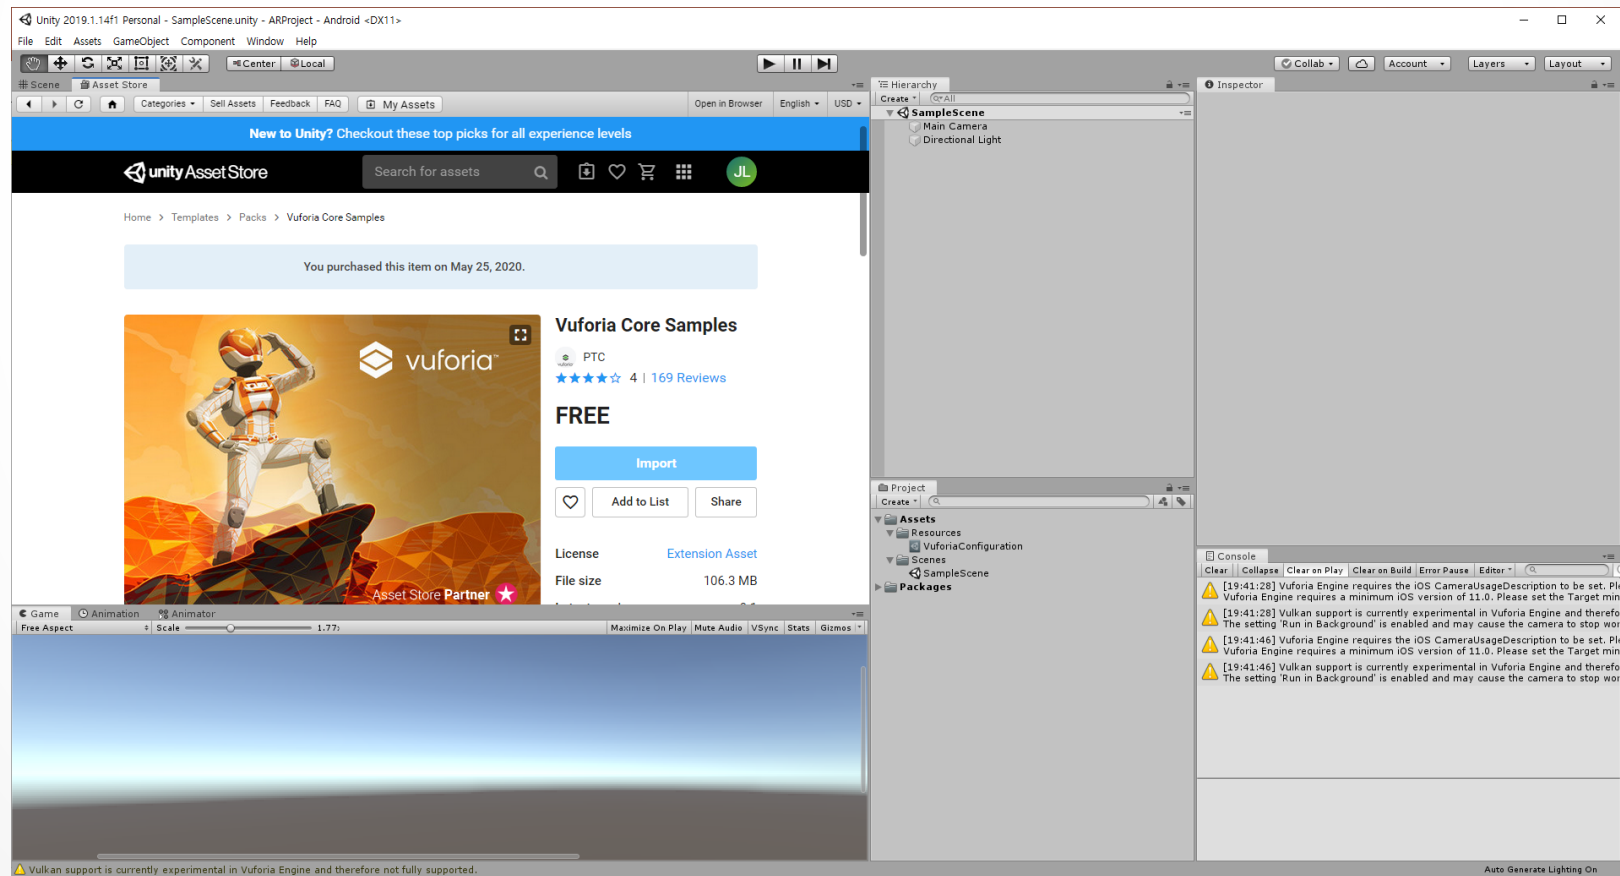 Unity 2019.1.14f1 Personal - SampleScene.unity - ARProject - Android <DX11>
File Edit Assets GameObject Component Window Help
Center Local
Collab Account Layers Layout
Scene Asset Store
Categories Sell Assets Feedback FAQ My Assets
Open in Browser English USD
New to Unity? Checkout these top picks for all experience levels
unity Asset Store
Search for assets
JL
Home > Templates > Packs > Vuforia Core Samples
You purchased this item on May 25, 2020.
vuforia™
Asset Store Partner
Vuforia Core Samples
PTC
4 | 169 Reviews
FREE
Import
Add to List Share
License Extension Asset
File size 106.3 MB
Game Animation Animator
Free Aspect Scale 1.77
Maximize On Play Mute Audio VSync Stats Gizmos
Hierarchy
Create All
SampleScene
Main Camera
Directional Light
Project
Create
Assets
Resources
VuforiaConfiguration
Scenes
SampleScene
Packages
Inspector
Console
Clear Collapse Clear on Play Clear on Build Error Pause Editor
[19:41:28] Vuforia Engine requires the iOS CameraUsageDescription to be set.
Vuforia Engine requires a minimum iOS version of 11.0. Please set the Target
[19:41:28] Vulkan support is currently experimental in Vuforia Engine and
The setting 'Run in Background' is enabled and may cause the camera to stop
[19:41:46] Vuforia Engine requires the iOS CameraUsageDescription to be set.
Vuforia Engine requires a minimum iOS version of 11.0. Please set the Target
[19:41:46] Vulkan support is currently experimental in Vuforia Engine and
The setting 'Run in Background' is enabled and may cause the camera to stop
Vulkan support is currently experimental in Vuforia Engine and therefore not fully supported.
Auto Generate Lighting On